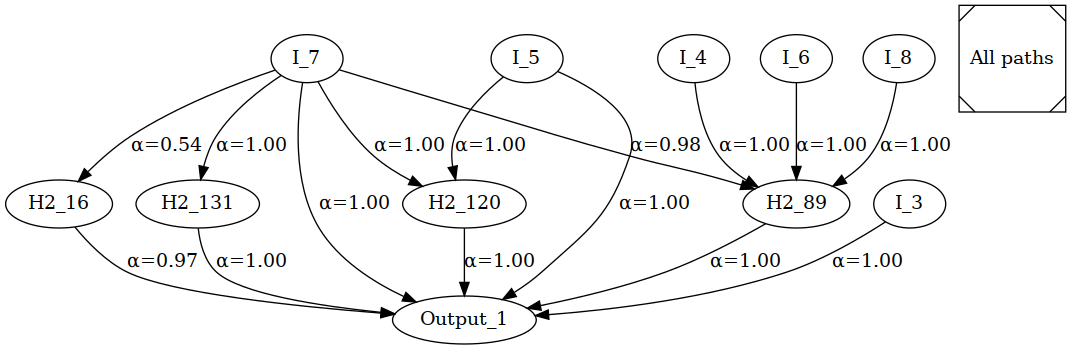 I_7
I_5
I_4
I_6
I_8
All paths
α=0.54
α=1.00
α=1.00
α=1.00
α=0.98
α=1.00
α=1.00
α=1.00
H2_16
H2_131
α=1.00
H2_120
α=1.00
H2_89
I_3
α=0.97
α=1.00
α=1.00
α=1.00
α=1.00
Output_1